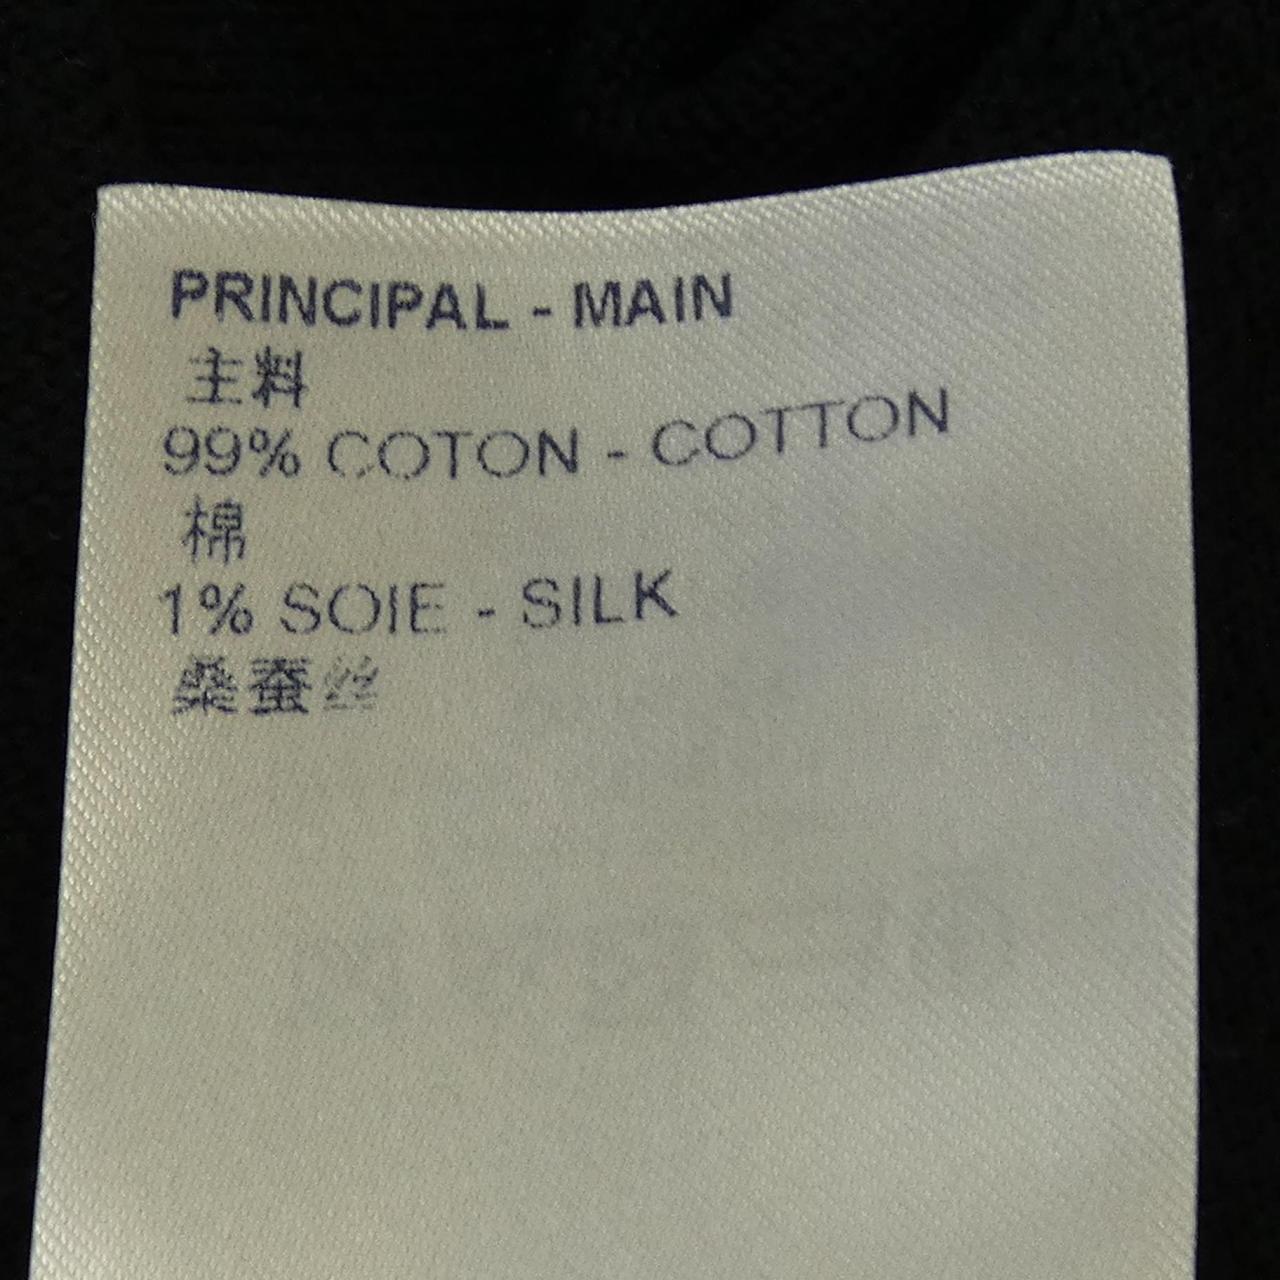 PRINCIPAL - MAIN
主料
99% COTON - COTTON
棉
1% SOIE - SILK
桑蚕丝